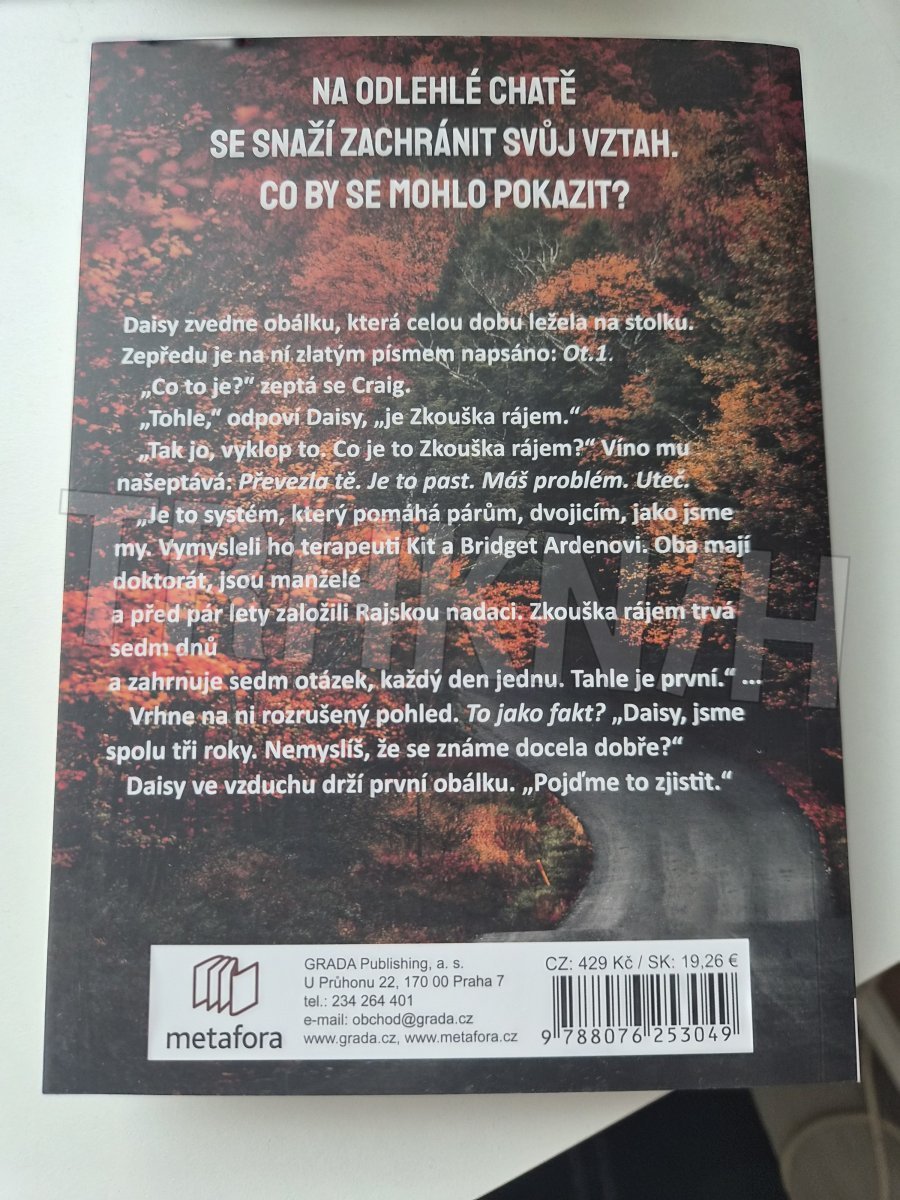 NA ODLEHLÉ CHATĚ
SE SNAŽÍ ZACHRÁNIT SVŮJ VZTAH.
CO BY SE MOHLO POKAZIT?
Daisy zvedne obálku, která celou dobu ležela na stolku.
Zepředu je na ní zlatým písmem napsáno: Ot.1.
„Co to je?“ zeptá se Craig.
„Tohle,“ odpoví Daisy, „je Zkouška rájem.“
„Tak jo, vyklop to. Co je to Zkouška rájem?“ Víno mu
našeptává: Převezla tě. Je to past. Máš problém. Uteč.
„Je to systém, který pomáhá párům, dvojicím, jako jsme
my. Vymysleli ho terapeuti Kit a Bridget Ardenovi. Oba mají
doktorát, jsou manželé
a před pár lety založili Rajskou nadaci. Zkouška rájem trvá
sedm dnů
a zahrnuje sedm otázek, každý den jednu. Tahle je první.“ ...
Vrhne na ni rozrušený pohled. To jako fakt? „Daisy, jsme
spolu tři roky. Nemyslíš, že se známe docela dobře?“
Daisy ve vzduchu drží první obálku. „Pojďme to zjistit.“
metafora
GRADA Publishing, a. s.
U Průhonu 22, 170 00 Praha 7
tel.: 234 264 401
e-mail: obchod@grada.cz
www.grada.cz, www.metafora.cz
CZ: 429 Kč / SK: 19,26 €
9 788076 253049